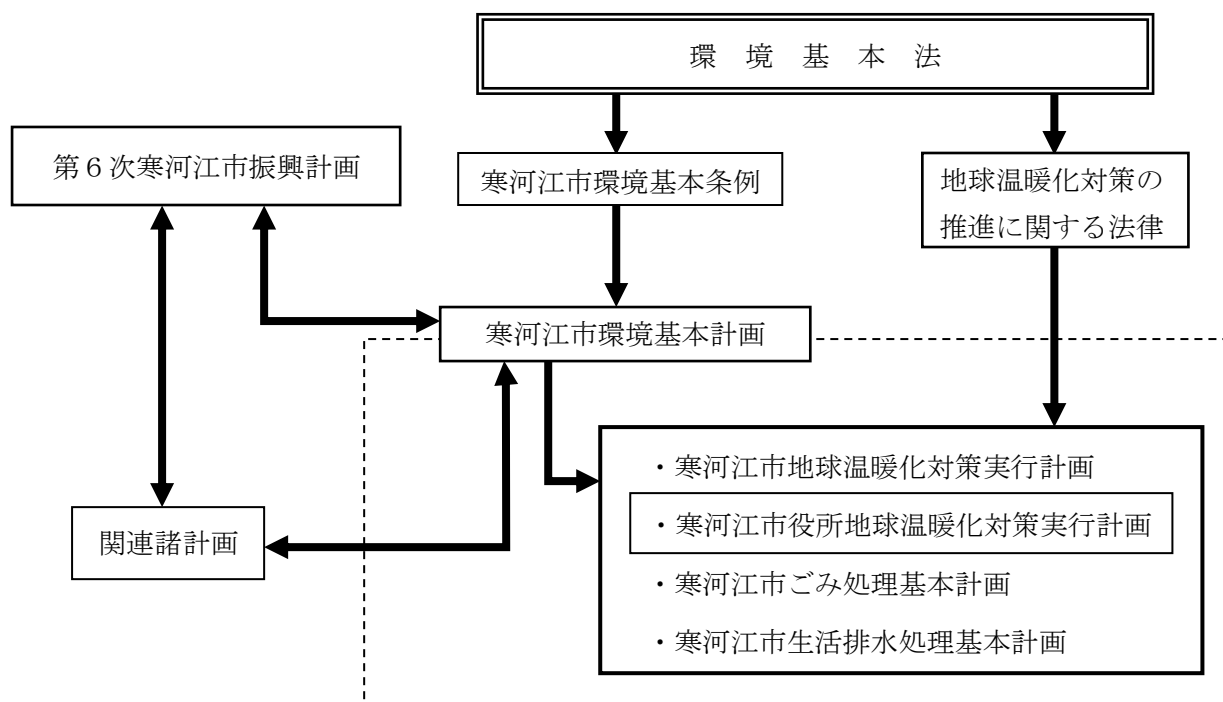 環　境　基　本　法
第６次寒河江市振興計画
寒河江市環境基本条例
地球温暖化対策の
推進に関する法律
寒河江市環境基本計画
・寒河江市地球温暖化対策実行計画
・寒河江市役所地球温暖化対策実行計画
関連諸計画
・寒河江市ごみ処理基本計画
・寒河江市生活排水処理基本計画